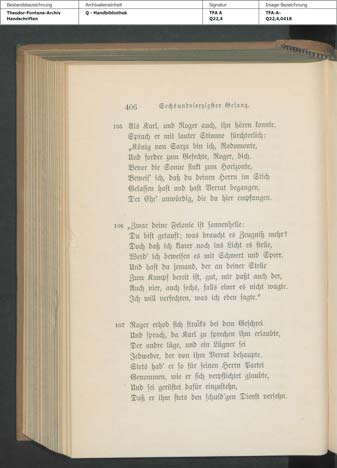 Bestandsbezeichnung Archivalieneinheit Signatur Image-Bezeichnung
Theodor-Fontane-Archiv Q - Handbibliothek TFA A TFA-A-
Handschriften Q22,4 Q22,4,0418
406 Sechsundvierzigster Gesang.
105 Als Karl, und Roger auch, ihn hören konnte,
Sprach er mit lauter Stimme fürchterlich:
„König von Sarza bin ich, Rodomonte,
Und fordre zum Gefechte, Roger, dich.
Bevor die Sonne sinkt zum Horizonte,
Beweis' ich, daß du deinem Herrn im Stich
Gelassen hast und hast Verrat begangen,
Der Ehr' unwürdig, die du hier empfangen.
106 „Zwar deine Felonie ist sonnenhelle:
Du bist getauft; was braucht es Zeugniß mehr?
Doch daß ich klarer noch ins Licht es stelle,
Werd' ich beweisen es mit Schwert und Speer.
Und hast du jemand, der an deiner Stelle
Zum Kampf bereit ist, gut, mir paßt auch der,
Auch vier, auch sechs, falls einer es nicht wagte.
Ich will verfechten, was ich eben sagte."
107 Roger erhob sich stracks bei dem Geschrei
Und sprach, da Karl zu sprechen ihm erlaubte,
Der andre lüge, und ein Lügner sei
Jedweder, der von ihm Verrat behaupte.
Stets hab' er so für seinen Herrn Partei
Genommen, wie er sich verpflichtet glaubte,
Und sei gerüstet dafür einzustehn,
Daß er ihm stets den schuld'gen Dienst versehn.